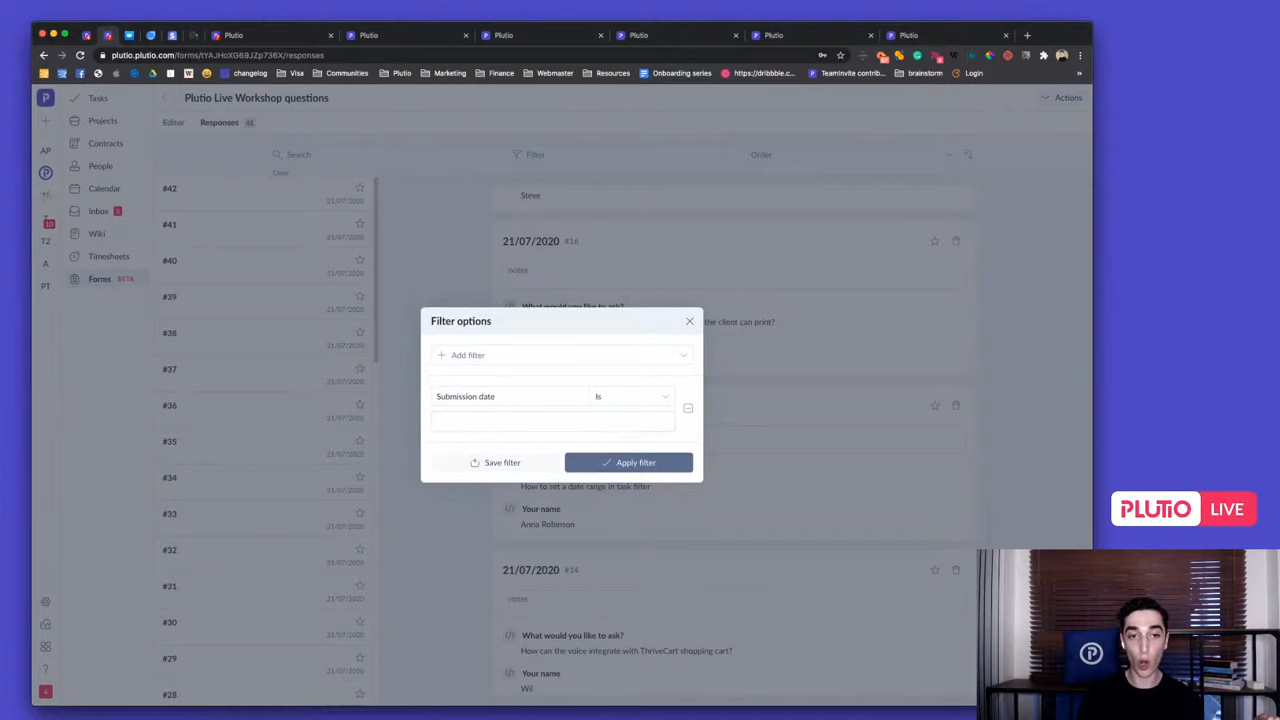 Plutio
Plutio
Plutio
Plutio
Plutio
Plutio
plutio.plutio.com/forms/tYAJHoXG69JZp736X/responses
changelog
Visa
Communities
Plutio
Marketing
Finance
Webmaster
Resources
Onboarding series
https://dribbble.c...
TeamInvite contrib...
brainstorm
Login
»
P
Tasks
Plutio Live Workshop questions
Actions
Projects
Editor
Responses 41
Contracts
AP
Search
Filter
Order
People
Close
Calendar
TT
Inbox 5
10
Wiki
T2
Timesheets
A
Forms BETA
PT
#42
21/07/2020
#41
21/07/2020
#40
21/07/2020
#39
21/07/2020
#38
21/07/2020
#37
21/07/2020
#36
21/07/2020
#35
21/07/2020
#34
21/07/2020
#33
21/07/2020
#32
21/07/2020
#31
21/07/2020
#30
21/07/2020
#29
21/07/2020
#28
Steve
21/07/2020 #16
notes
What would you like to ask?
the client can print?
Filter options
Add filter
Submission date
Is
Save filter
Apply filter
How to set a date range in task filter
Your name
Anna Robinson
21/07/2020 #14
notes
What would you like to ask?
How can the voice integrate with ThriveCart shopping cart?
Your name
Wil
?
4
PLUTIO LIVE